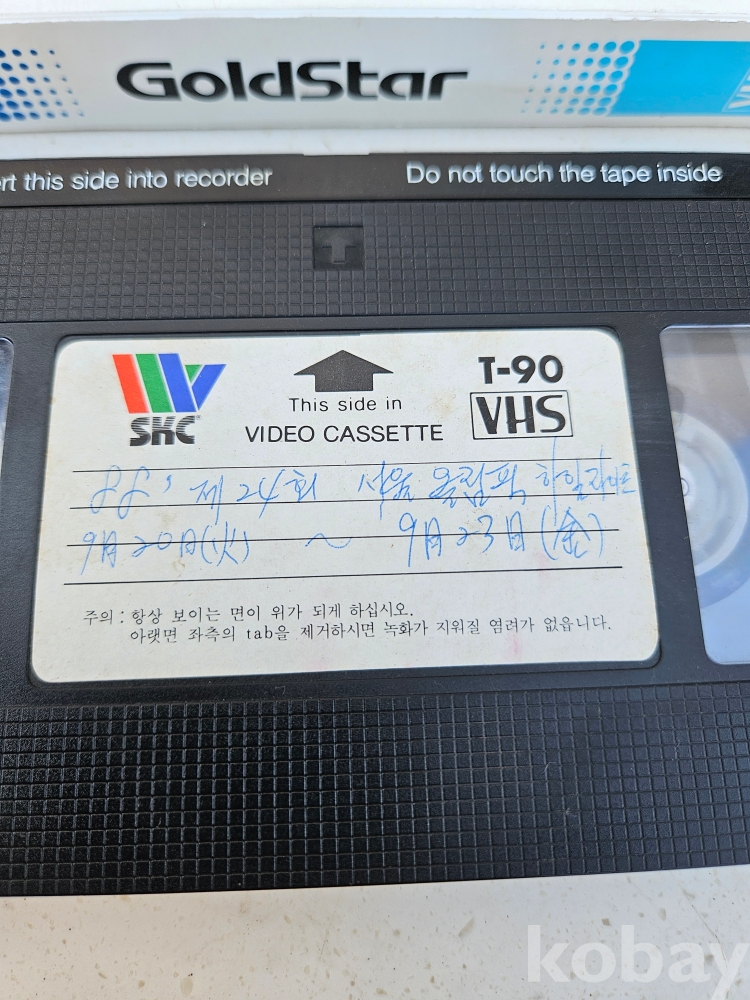 GoldStar
rt this side into recorder
Do not touch the tape inside
SKC
This side in
VIDEO CASSETTE
T-90
VHS
88' 제24회 서울 올림픽 하일라이트
9月 20日(火) ~ 9月 23日(金)
주의 : 항상 보이는 면이 위가 되게 하십시오.
아랫면 좌측의 tab을 제거하시면 녹화가 지워질 염려가 없읍니다.
kobay